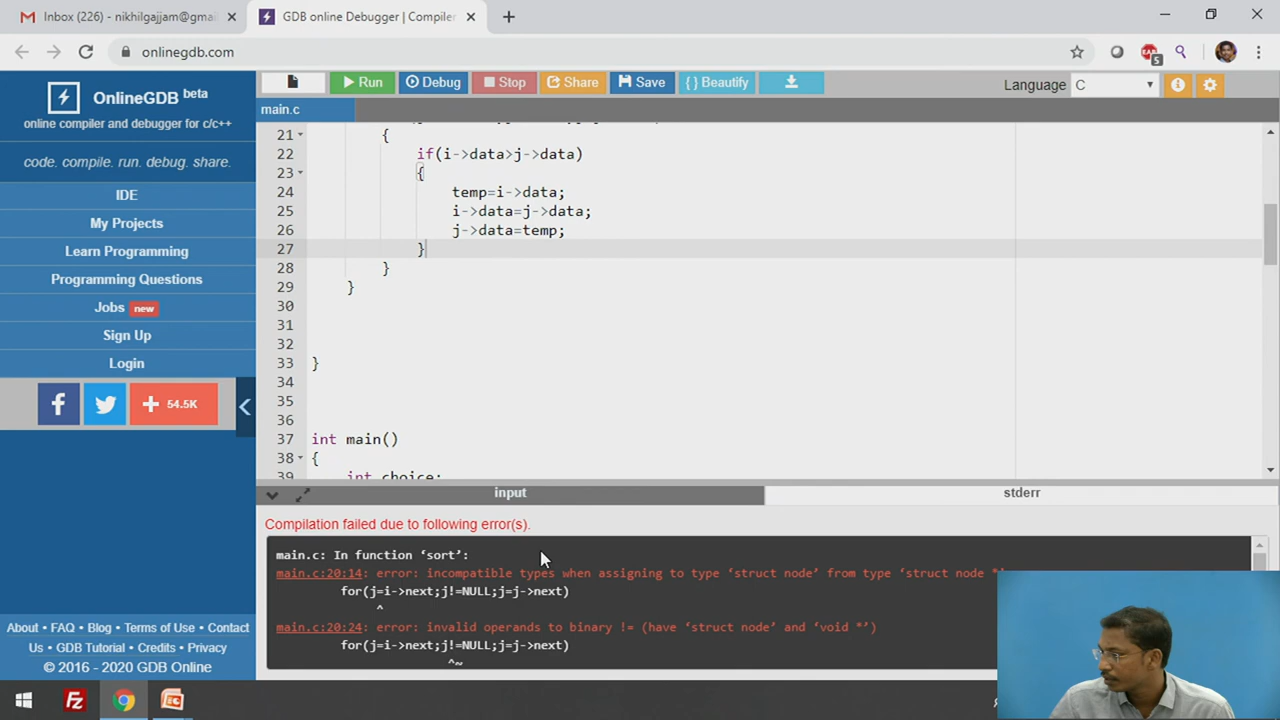 Inbox (226) - nikhilgajjam@gmai
GDB online Debugger | Compiler
onlinegdb.com
5
OnlineGDB beta
online compiler and debugger for c/c++
code. compile. run. debug. share.
IDE
My Projects
Learn Programming
Programming Questions
Jobs new
Sign Up
Login
f + 54.5K
About • FAQ • Blog • Terms of Use • Contact
Us • GDB Tutorial • Credits • Privacy
© 2016 - 2020 GDB Online
Run Debug Stop Share Save { } Beautify
Language C
main.c
21 {
22 if(i->data>j->data)
23 {
24 temp=i->data;
25 i->data=j->data;
26 j->data=temp;
27 }
28 }
29 }
30
31
32
33 }
34
35
36
37 int main()
38 {
39 int choice;
input
stderr
Compilation failed due to following error(s).
main.c: In function ‘sort’:
main.c:20:14: error: incompatible types when assigning to type ‘struct node’ from type ‘struct node *’
for(j=i->next;j!=NULL;j=j->next)
^
main.c:20:24: error: invalid operands to binary != (have ‘struct node’ and ‘void *’)
for(j=i->next;j!=NULL;j=j->next)
^~